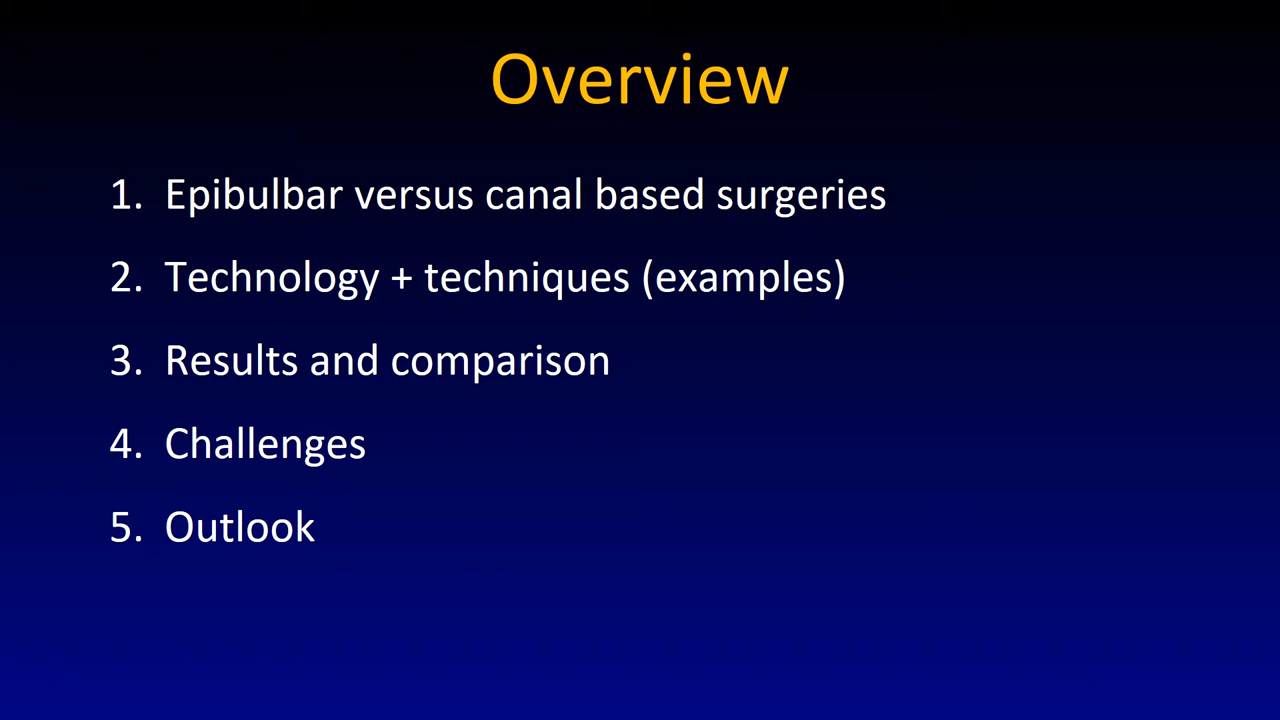 Overview
1. Epibulbar versus canal based surgeries
2. Technology + techniques (examples)
3. Results and comparison
4. Challenges
5. Outlook